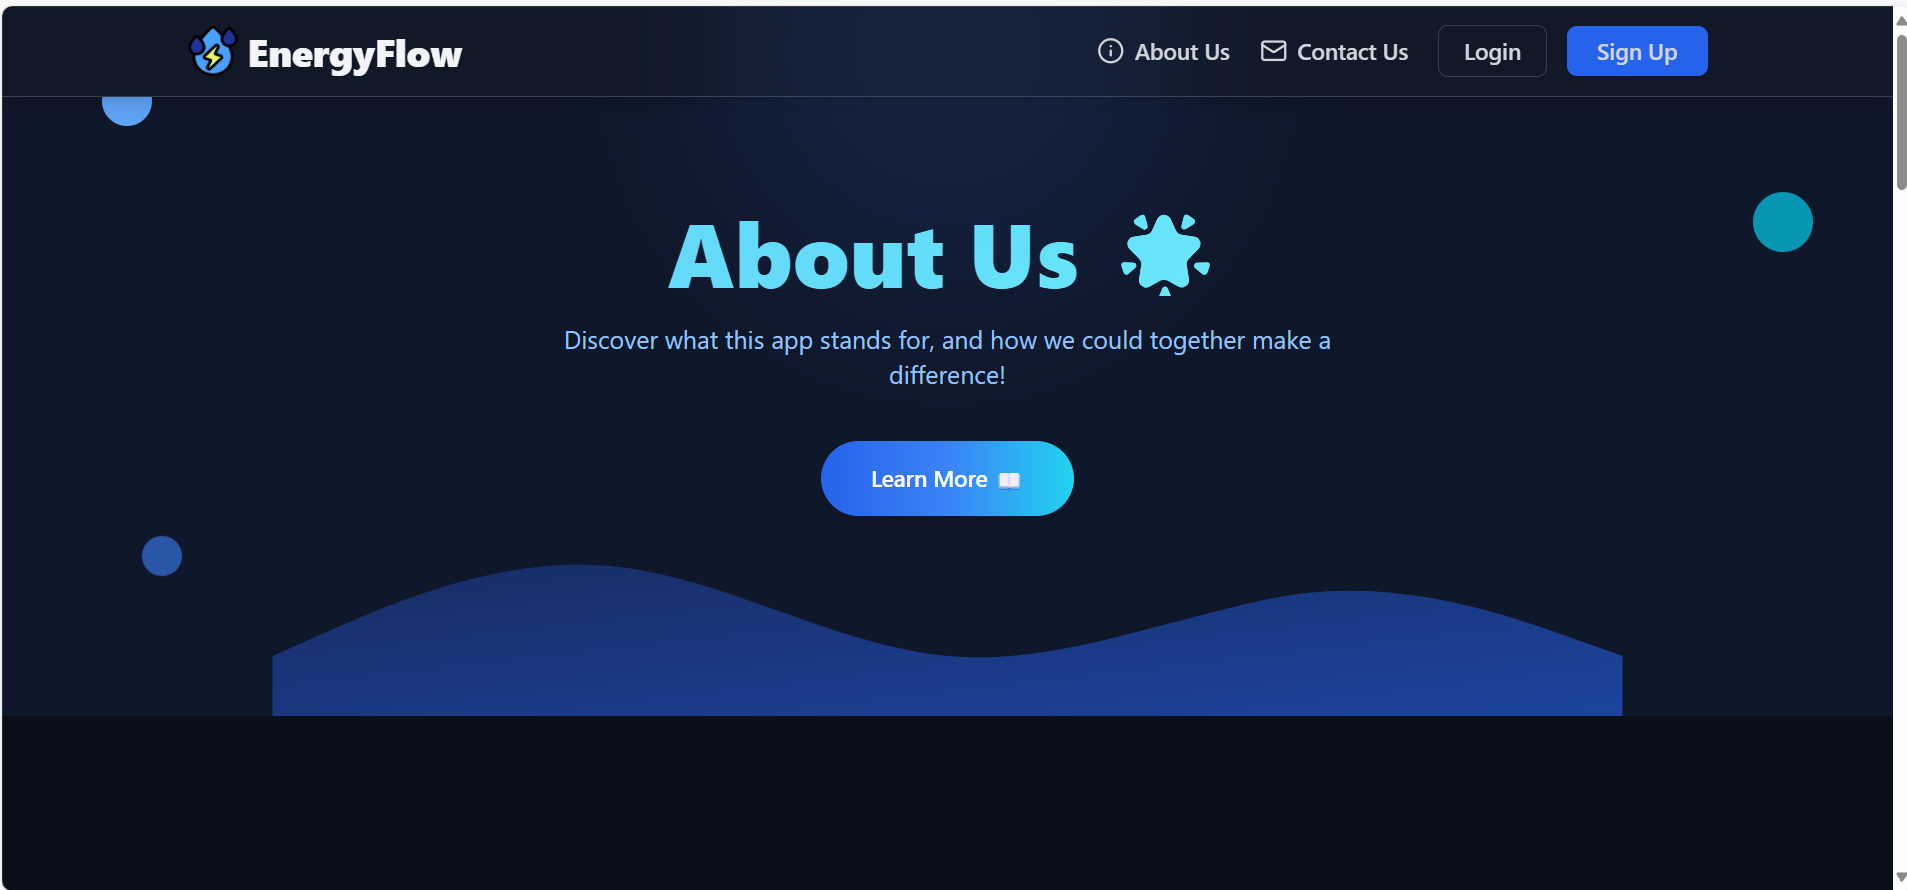 EnergyFlow
About Us
Contact Us
Login
Sign Up
About Us
Discover what this app stands for, and how we could together make a
difference!
Learn More